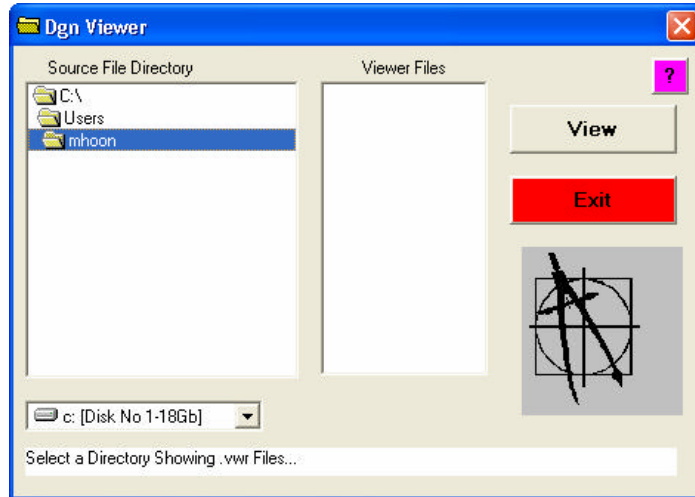 Dgn Viewer
Source File Directory
Viewer Files
?
C:\
Users
mhoon
View
Exit
c: [Disk No 1-18Gb]
Select a Directory Showing .vwr Files...